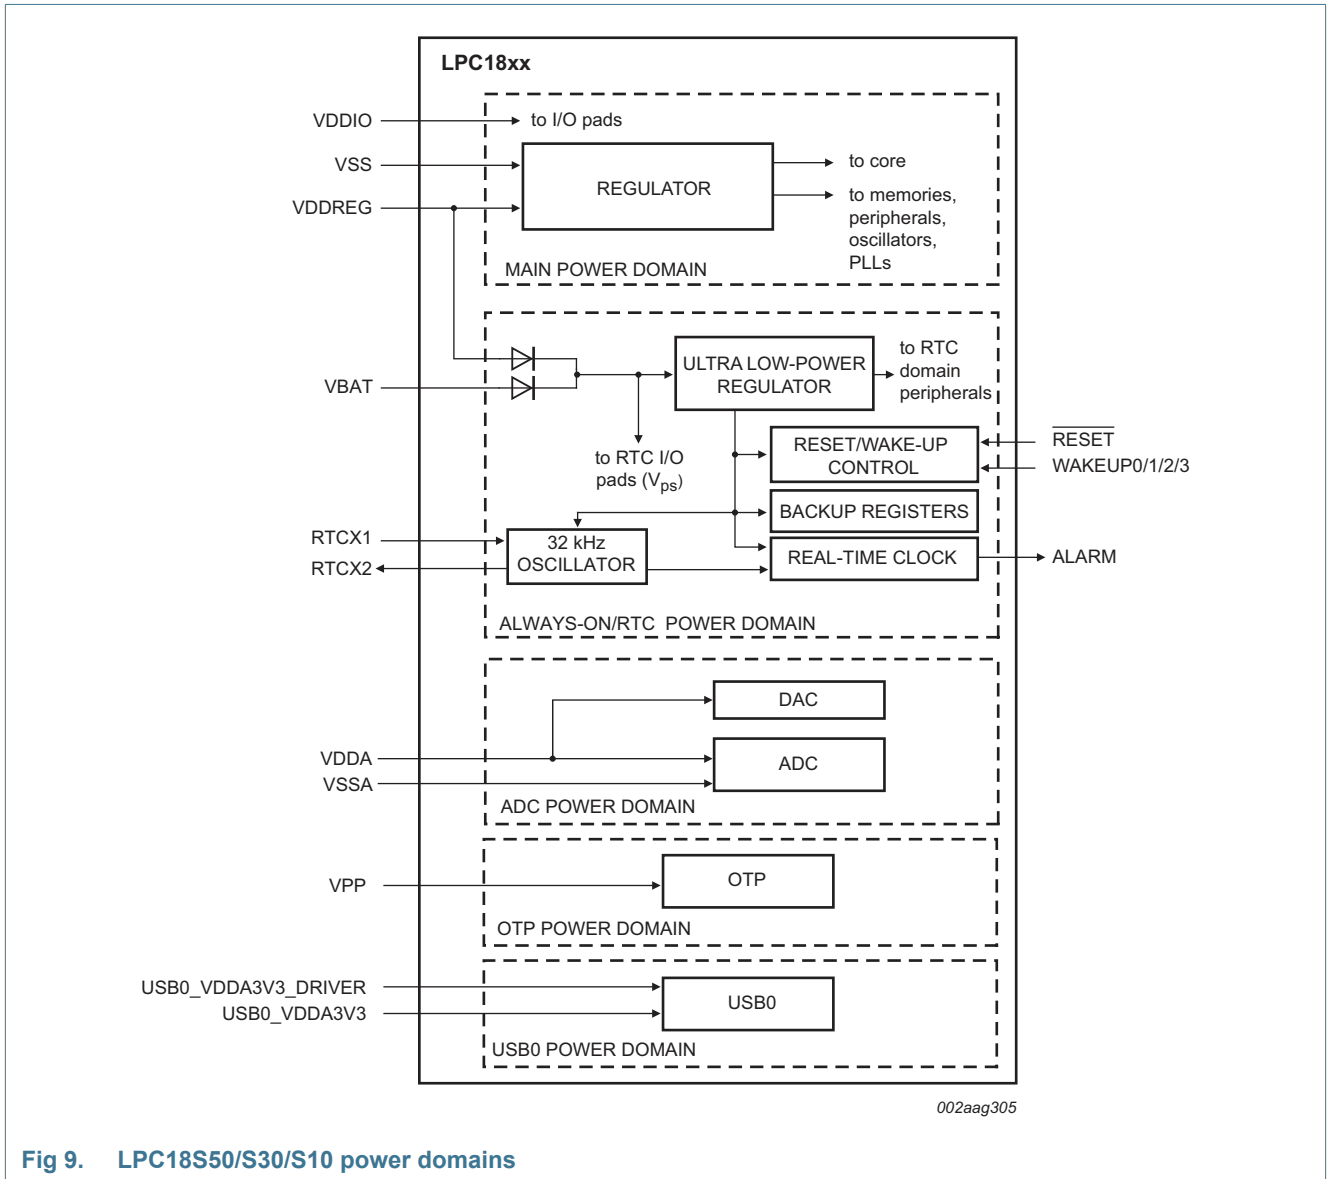 LPC18xx
VDDIO
to I/O pads
VSS
REGULATOR
to core
VDDREG
to memories,
peripherals,
oscillators,
PLLs
MAIN POWER DOMAIN
VBAT
ULTRA LOW-POWER
REGULATOR
to RTC
domain
peripherals
to RTC I/O
pads (Vps)
RESET/WAKE-UP
CONTROL
RESET
WAKEUP0/1/2/3
BACKUP REGISTERS
RTCX1
RTCX2
32 kHz
OSCILLATOR
REAL-TIME CLOCK
ALARM
ALWAYS-ON/RTC POWER DOMAIN
DAC
VDDA
ADC
VSSA
ADC POWER DOMAIN
VPP
OTP
OTP POWER DOMAIN
USB0_VDDA3V3_DRIVER
USB0_VDDA3V3
USB0
USB0 POWER DOMAIN
002aag305
Fig 9. LPC18S50/S30/S10 power domains